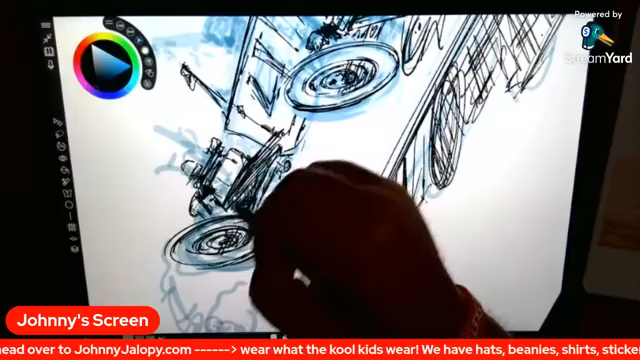 Powered by
StreamYard
Johnny's Screen
head over to JohnnyJalopy.com ------> wear what the kool kids wear! We have hats, beanies, shirts, sticke